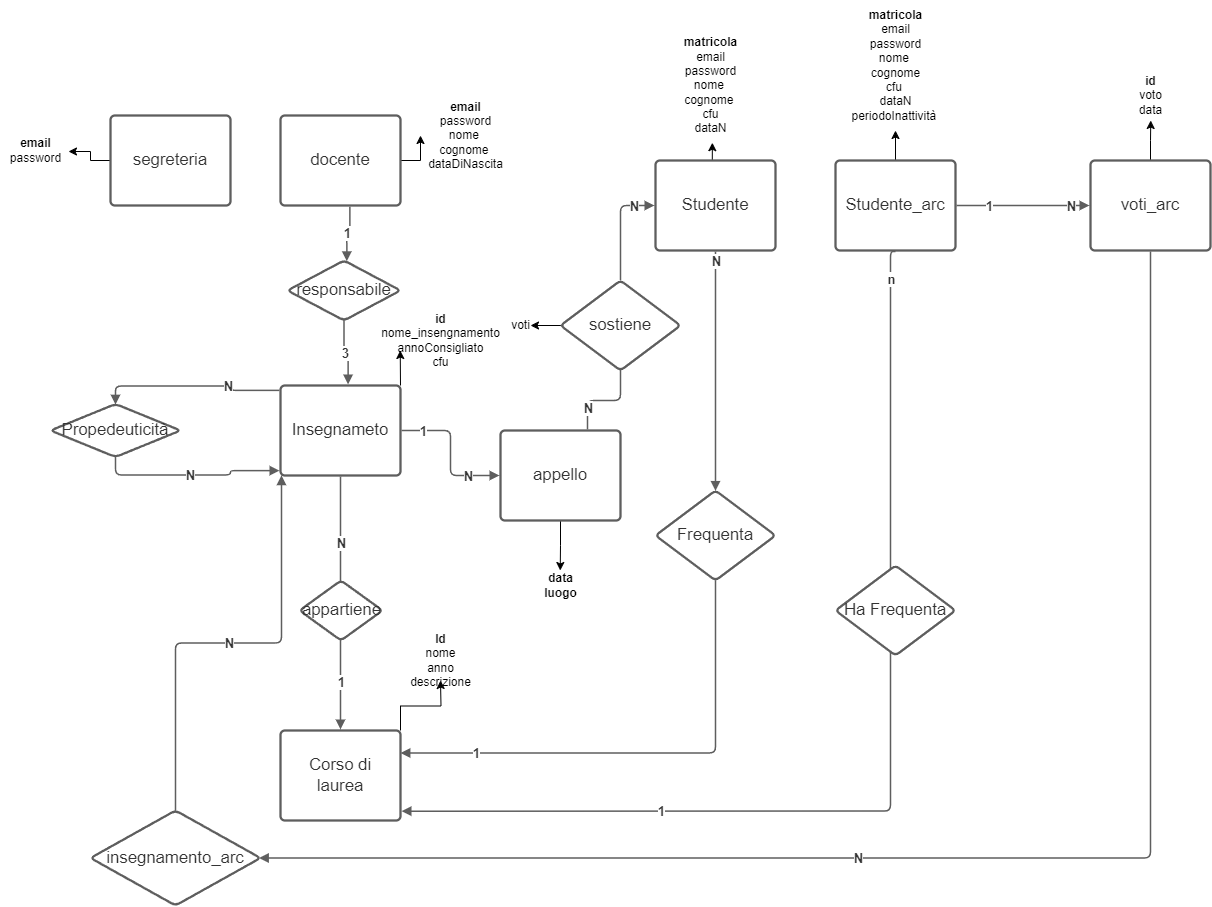 email
password
segreteria
docente
email
password
nome
cognome
dataDiNascita
matricola
email
password
nome
cognome
cfu
dataN
Studente
matricola
email
password
nome
cognome
cfu
dataN
periodoInattività
Studente_arc
1
N
id
voto
data
voti_arc
1
responsabile
3
N
voti
sostiene
N
id
nome_insengnamento
annoConsigliato
cfu
N
Propedeuticita
N
Insegnameto
1
N
appello
data
luogo
N
Frequenta
1
n
Ha Frequenta
1
N
appartiene
1
Id
nome
anno
descrizione
Corso di
laurea
N
insegnamento_arc
N